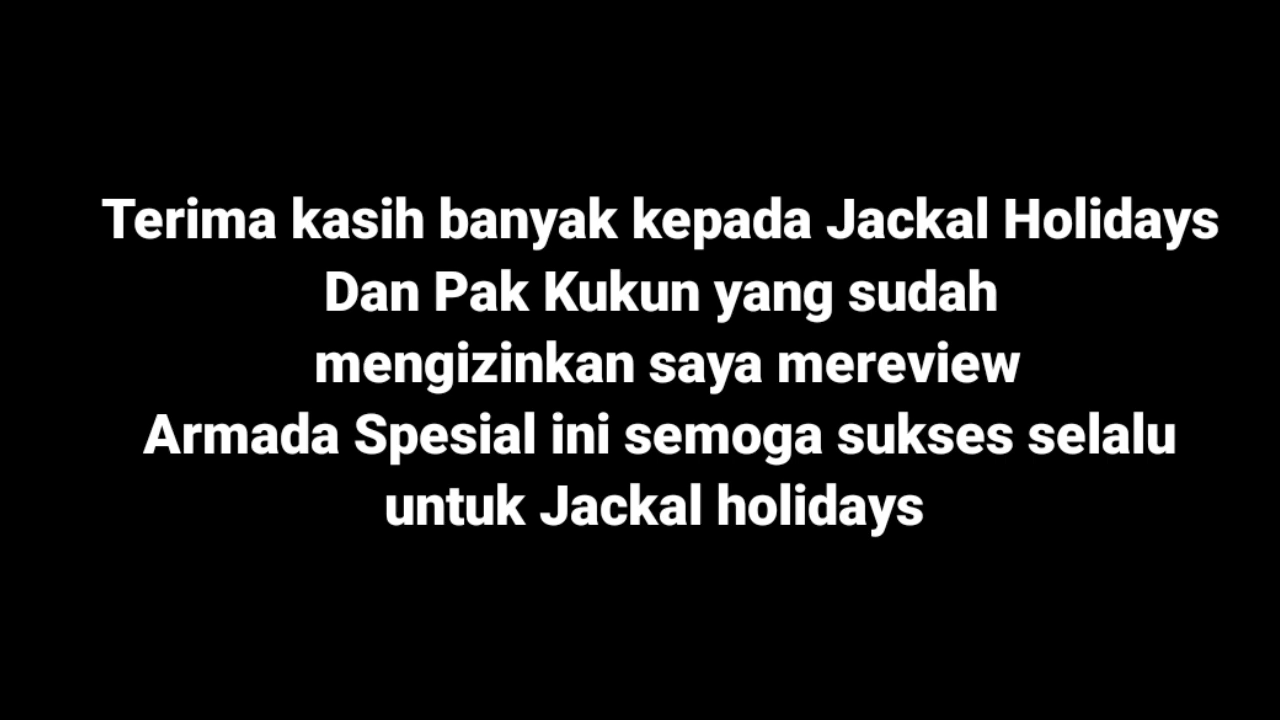 Terima kasih banyak kepada Jackal Holidays
Dan Pak Kukun yang sudah
mengizinkan saya mereview
Armada Spesial ini semoga sukses selalu
untuk Jackal holidays